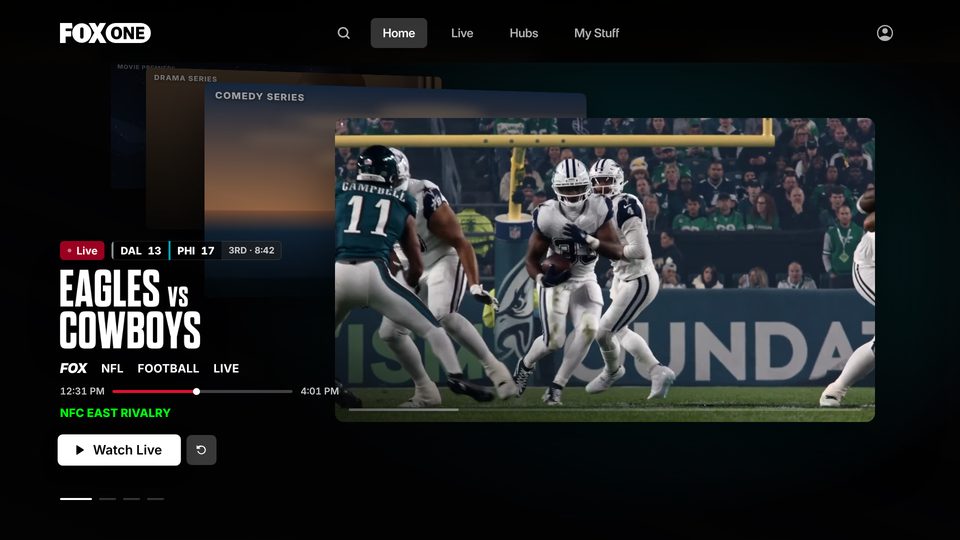 FOX ONE
Home
Live
Hubs
My Stuff
MOVIE PREMIERE
DRAMA SERIES
COMEDY SERIES
CAMPBELL
11
4
NFL
Live
DAL 13
PHI 17
3RD · 8:42
EAGLES VS
COWBOYS
FOX NFL FOOTBALL LIVE
12:31 PM
4:01 PM
NFC EAST RIVALRY
Watch Live